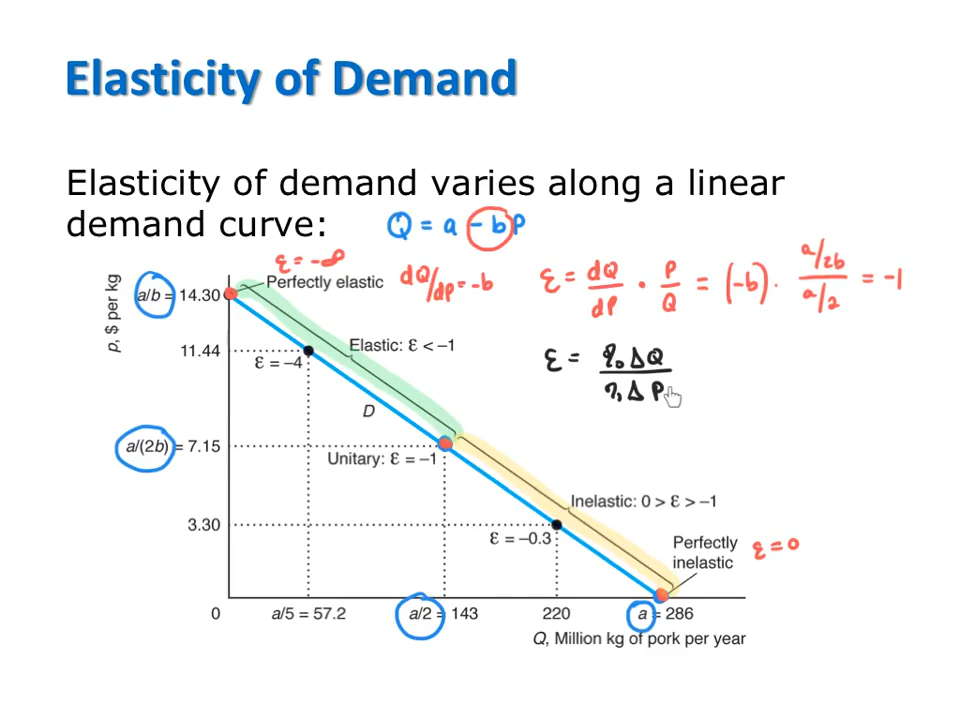 Elasticity of Demand
Elasticity of demand varies along a linear
demand curve:
Q = a - bP
ε = -∞
dQ/dP = -b
ε = dQ/dP · P/Q = (-b) · (a/2b)/(a/2) = -1
ε = %ΔQ/%ΔP
p, $ per kg
a/b = 14.30
Perfectly elastic
11.44
Elastic: Ɛ < –1
Ɛ = –4
D
a/(2b) = 7.15
Unitary: Ɛ = –1
Inelastic: 0 > Ɛ > –1
3.30
Ɛ = –0.3
Perfectly
inelastic
ε = 0
0
a/5 = 57.2
a/2 = 143
220
a = 286
Q, Million kg of pork per year